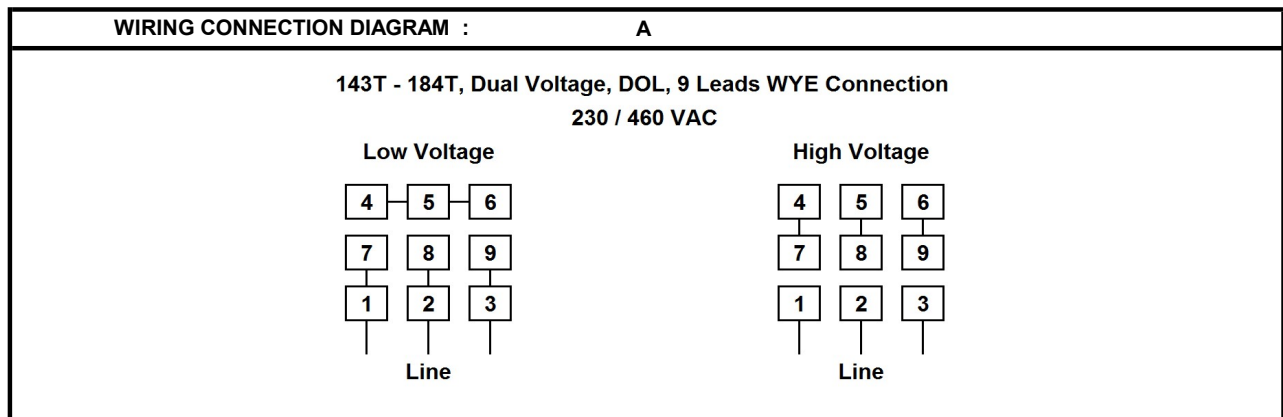 WIRING CONNECTION DIAGRAM : A
143T - 184T, Dual Voltage, DOL, 9 Leads WYE Connection
230 / 460 VAC
Low Voltage High Voltage
4 5 6 4 5 6
7 8 9 7 8 9
1 2 3 1 2 3
Line Line